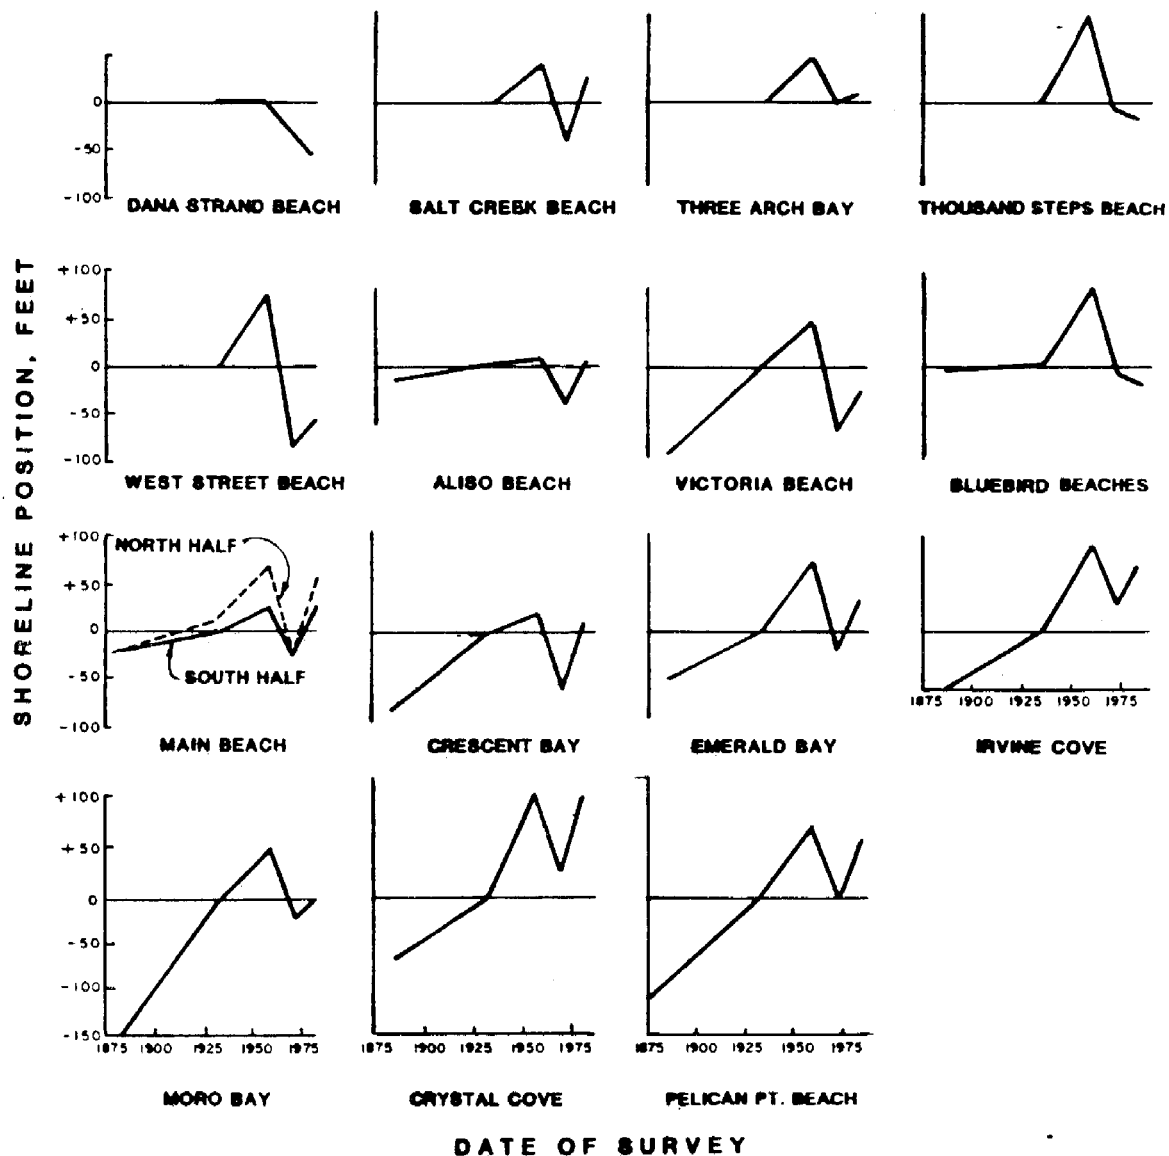 0
-50
-100
DANA STRAND BEACH
SALT CREEK BEACH
THREE ARCH BAY
THOUSAND STEPS BEACH
SHORELINE POSITION, FEET
+100
+50
0
-50
-100
WEST STREET BEACH
ALISO BEACH
VICTORIA BEACH
BLUEBIRD BEACHES
+100
+50
0
-50
-100
NORTH HALF
SOUTH HALF
1875 1900 1925 1950 1975
MAIN BEACH
CRESCENT BAY
EMERALD BAY
IRVINE COVE
+100
+50
0
-50
-100
-150
1875 1900 1925 1950 1975
1875 1900 1925 1950 1975
1875 1900 1925 1950 1975
MORO BAY
CRYSTAL COVE
PELICAN PT. BEACH
DATE OF SURVEY